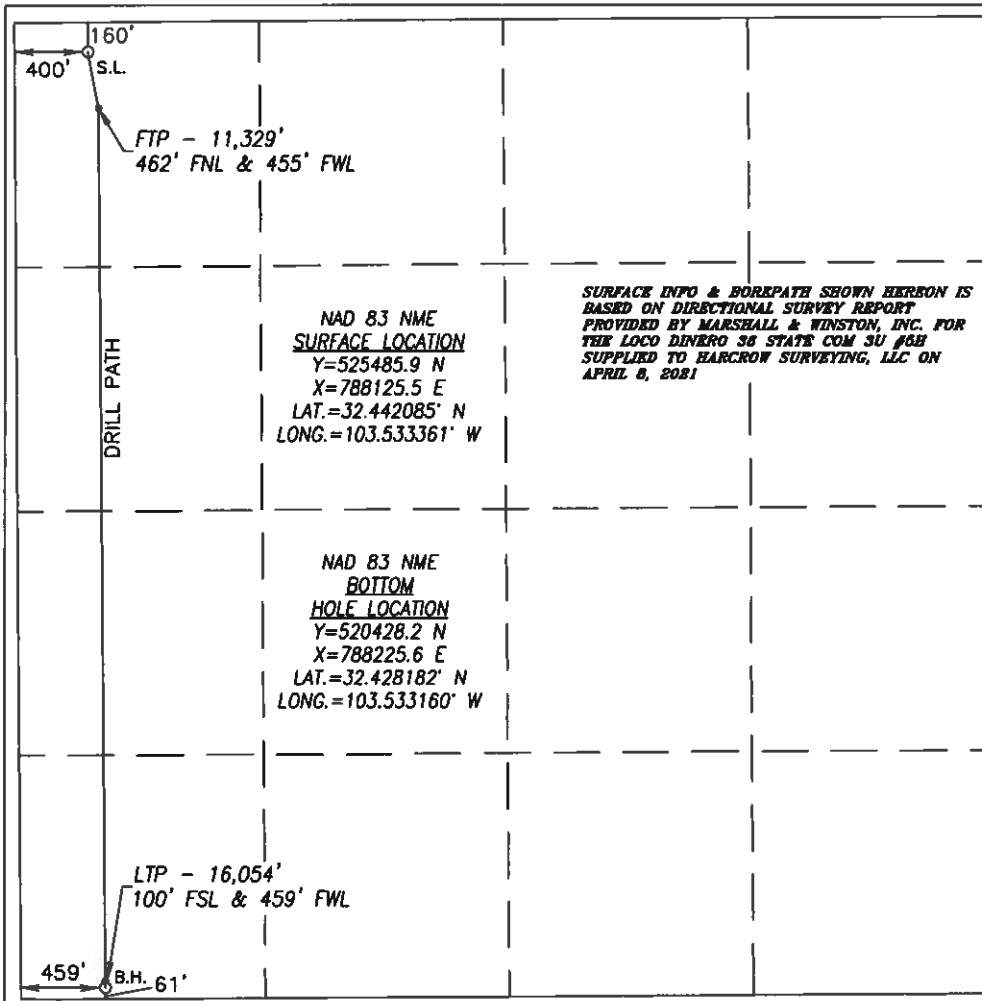 160'
400'
S.L.
FTP - 11,329'
462' FNL & 455' FWL
DRILL PATH
NAD 83 NME
SURFACE LOCATION
Y=525485.9 N
X=788125.5 E
LAT.=32.442085° N
LONG.=103.533361° W
SURFACE INFO & BOREPATH SHOWN HEREON IS
BASED ON DIRECTIONAL SURVEY REPORT
PROVIDED BY MARSHALL & WINSTON, INC. FOR
THE LOCO DINERO 36 STATE COM 3U #6H
SUPPLIED TO HARCROW SURVEYING, LLC ON
APRIL 8, 2021
NAD 83 NME
BOTTOM
HOLE LOCATION
Y=520428.2 N
X=788225.6 E
LAT.=32.428182° N
LONG.=103.533160° W
LTP - 16,054'
100' FSL & 459' FWL
459'
B.H.
61'